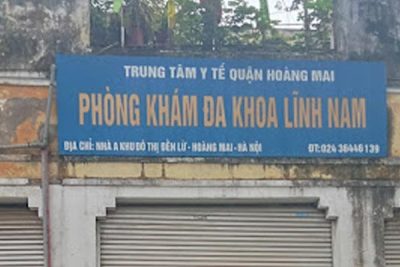 TRUNG TÂM Y TẾ QUẬN HOÀNG MAI
PHÒNG KHÁM ĐA KHOA LĨNH NAM
ĐỊA CHỈ: NHÀ A KHU ĐÔ THỊ ĐỀN LỪ - HOÀNG MAI - HÀ NỘI ĐT: 024 36446 139